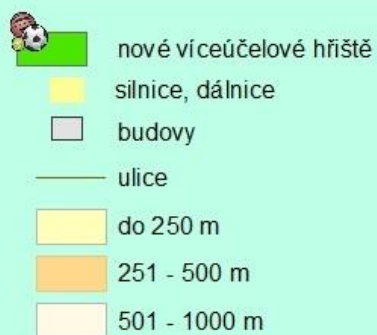 nové víceúčelové hřiště
silnice, dálnice
budovy
ulice
do 250 m
251 - 500 m
501 - 1000 m